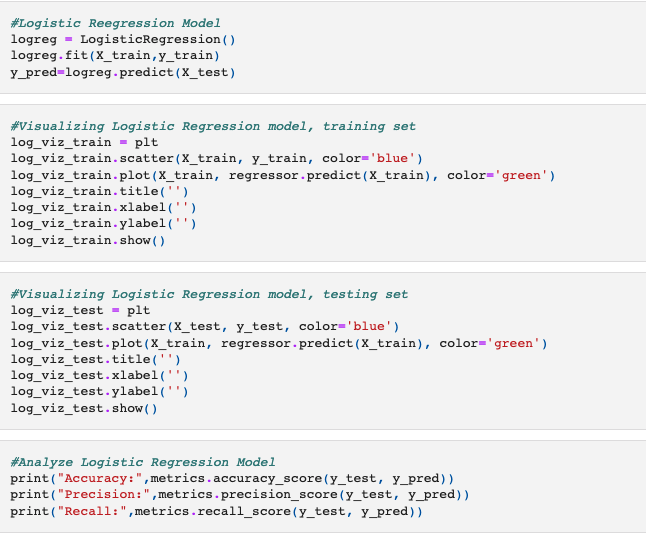 #Logistic Reegression Model
logreg = LogisticRegression()
logreg.fit(X_train,y_train)
y_pred=logreg.predict(X_test)
#Visualizing Logistic Regression model, training set
log_viz_train = plt
log_viz_train.scatter(X_train, y_train, color='blue')
log_viz_train.plot(X_train, regressor.predict(X_train), color='green')
log_viz_train.title('')
log_viz_train.xlabel('')
log_viz_train.ylabel('')
log_viz_train.show()
#Visualizing Logistic Regression model, testing set
log_viz_test = plt
log_viz_test.scatter(X_test, y_test, color='blue')
log_viz_test.plot(X_train, regressor.predict(X_train), color='green')
log_viz_test.title('')
log_viz_test.xlabel('')
log_viz_test.ylabel('')
log_viz_test.show()
#Analyze Logistic Regression Model
print("Accuracy:",metrics.accuracy_score(y_test, y_pred))
print("Precision:",metrics.precision_score(y_test, y_pred))
print("Recall:",metrics.recall_score(y_test, y_pred))